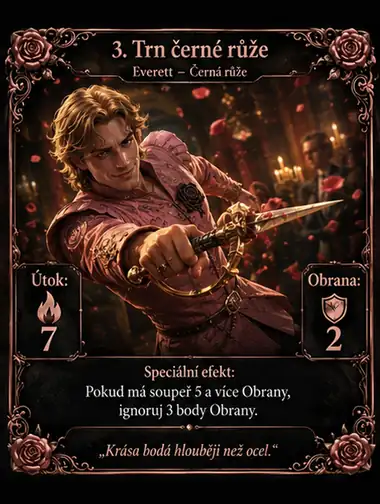 3. Trn černé růže
Everett – Černá růže
Útok:
7
Obrana:
2
Speciální efekt:
Pokud má soupeř 5 a více Obrany,
ignoruj 3 body Obrany.
„Krása bodá hlouběji než ocel.“